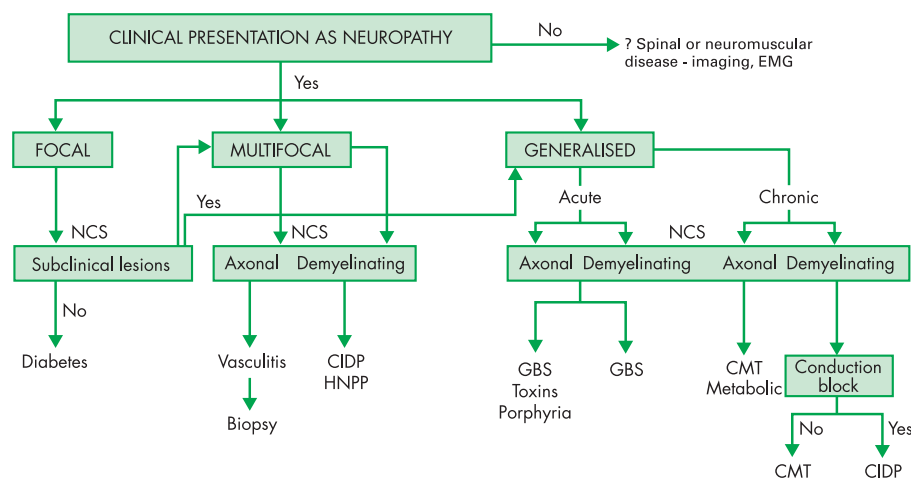 CLINICAL PRESENTATION AS NEUROPATHY
No
? Spinal or neuromuscular
disease - imaging, EMG
Yes
FOCAL
MULTIFOCAL
GENERALISED
Yes
Acute
Chronic
NCS
NCS
NCS
Subclinical lesions
Axonal Demyelinating
Axonal Demyelinating
Axonal Demyelinating
No
Diabetes
Vasculitis
CIDP
HNPP
Biopsy
GBS
Toxins
Porphyria
GBS
CMT
Metabolic
Conduction
block
No
Yes
CMT
CIDP